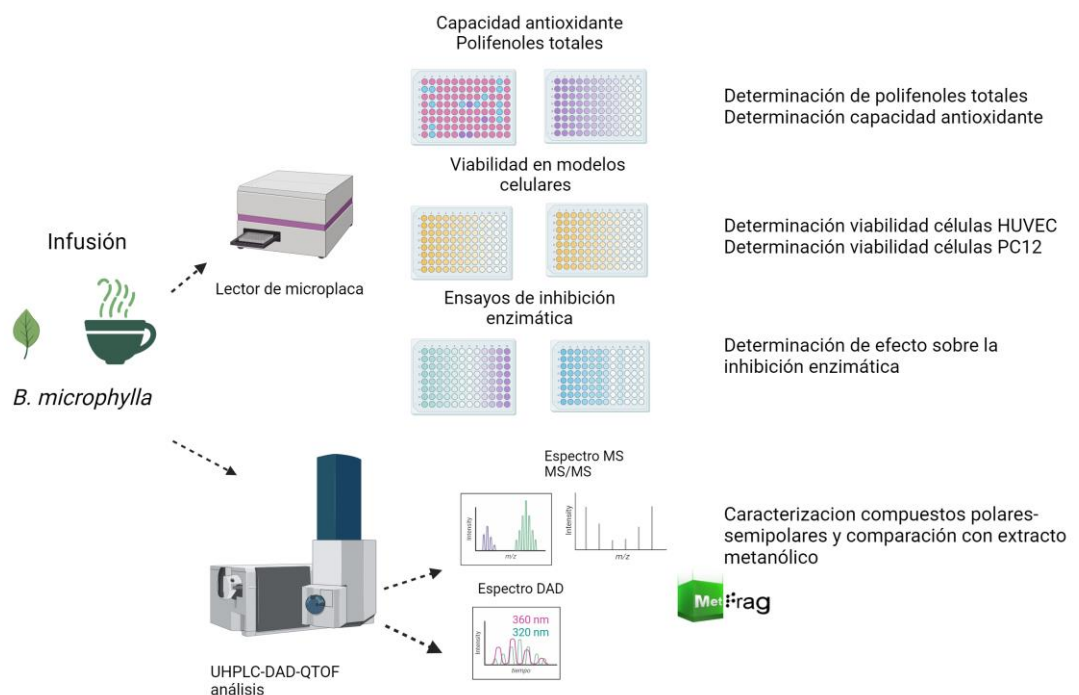 Capacidad antioxidante
Polifenoles totales
Determinación de polifenoles totales
Determinación capacidad antioxidante
Viabilidad en modelos
celulares
Infusión
Lector de microplaca
Determinación viabilidad células HUVEC
Determinación viabilidad células PC12
Ensayos de inhibición
enzimática
Determinación de efecto sobre la
inhibición enzimática
B. microphylla
Espectro MS
MS/MS
Intensity
m/z
Intensity
m/z
Caracterizacion compuestos polares-
semipolares y comparación con extracto
metanólico
MetFrag
Espectro DAD
360 nm
320 nm
Intensity
tiempo
UHPLC-DAD-QTOF
análisis